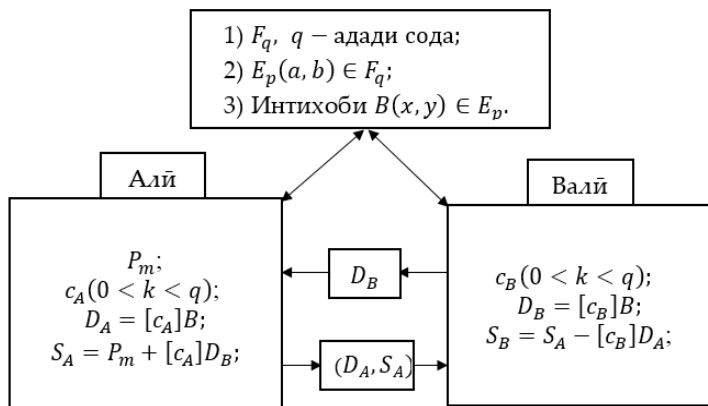 1) F_q, q − адади сода;
2) E_p(a, b) ∈ F_q;
3) Интихоби B(x, y) ∈ E_p.
Алӣ
Валӣ
P_m;
c_A(0 < k < q);
D_A = [c_A]B;
S_A = P_m + [c_A]D_B;
D_B
(D_A, S_A)
c_B(0 < k < q);
D_B = [c_B]B;
S_B = S_A − [c_B]D_A;